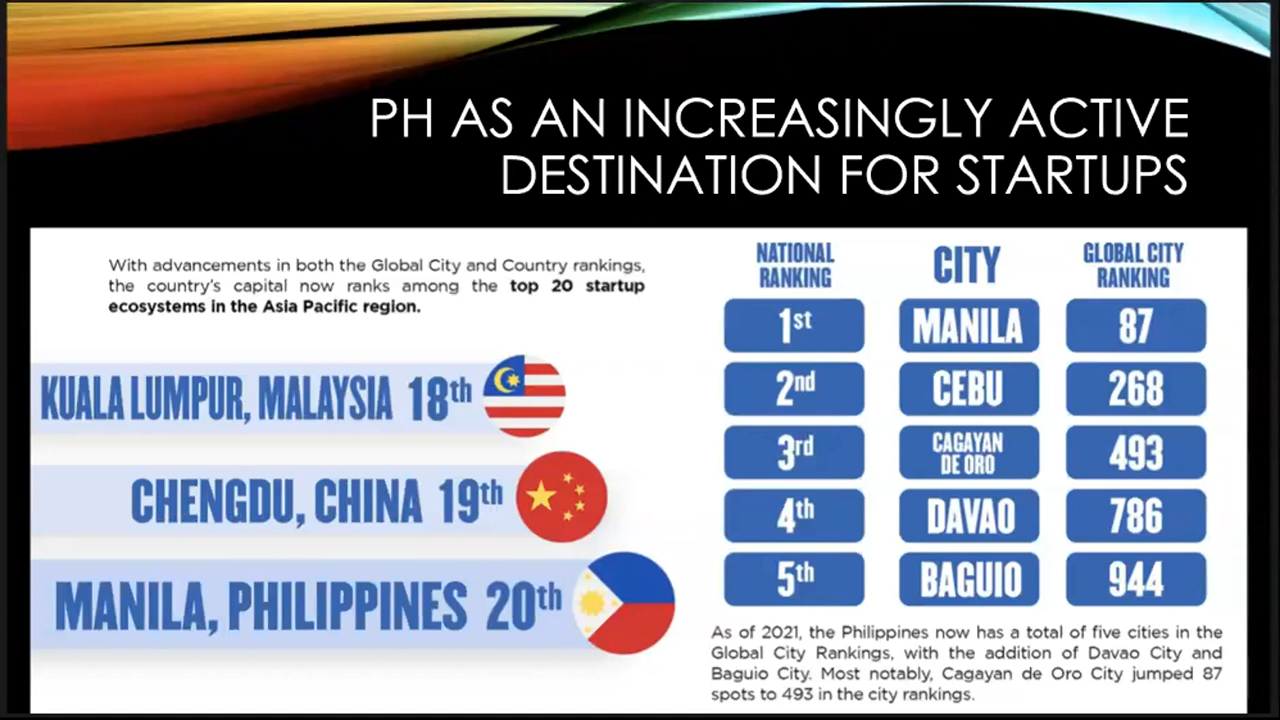 PH AS AN INCREASINGLY ACTIVE
DESTINATION FOR STARTUPS
With advancements in both the Global City and Country rankings,
the country's capital now ranks among the top 20 startup
ecosystems in the Asia Pacific region.
KUALA LUMPUR, MALAYSIA 18th
CHENGDU, CHINA 19th
MANILA, PHILIPPINES 20th
NATIONAL RANKING CITY GLOBAL CITY RANKING
1st MANILA 87
2nd CEBU 268
3rd CAGAYAN DE ORO 493
4th DAVAO 786
5th BAGUIO 944
As of 2021, the Philippines now has a total of five cities in the
Global City Rankings, with the addition of Davao City and
Baguio City. Most notably, Cagayan de Oro City jumped 87
spots to 493 in the city rankings.